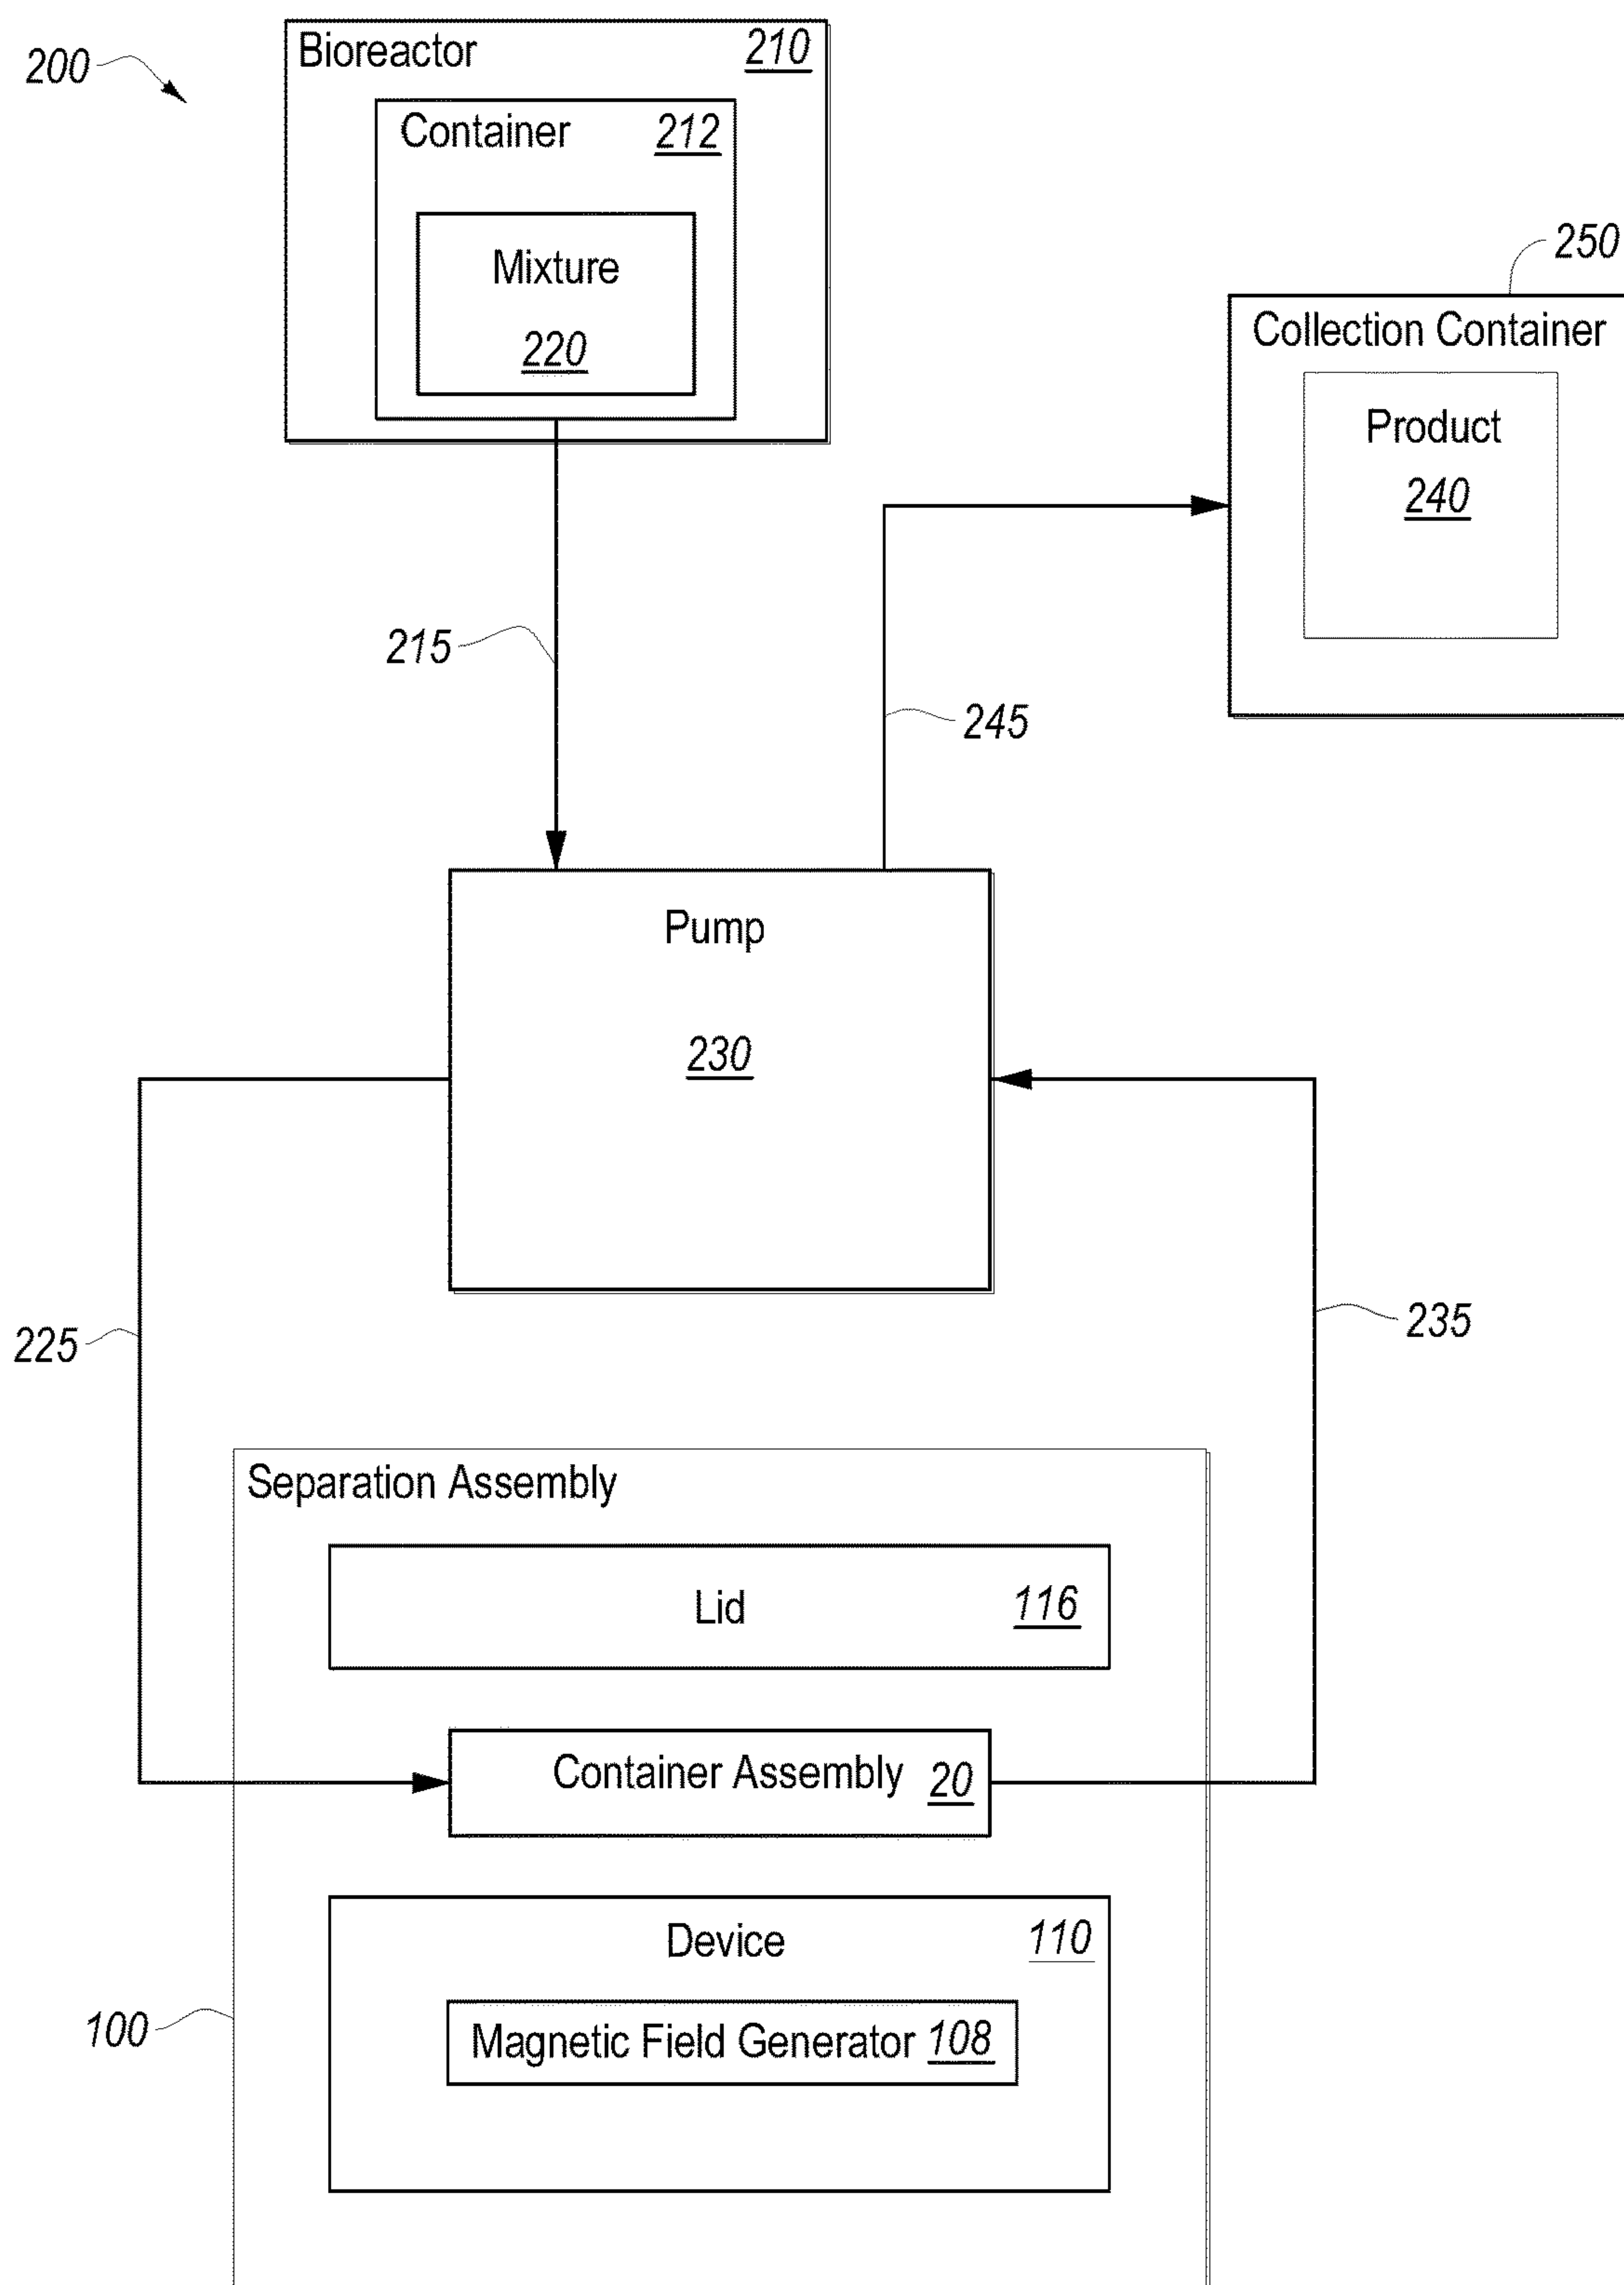 200
Bioreactor 210
Container 212
Mixture
220
250
Collection Container
Product
240
215
245
Pump
230
225
235
Separation Assembly
Lid 116
Container Assembly 20
Device 110
100
Magnetic Field Generator 108